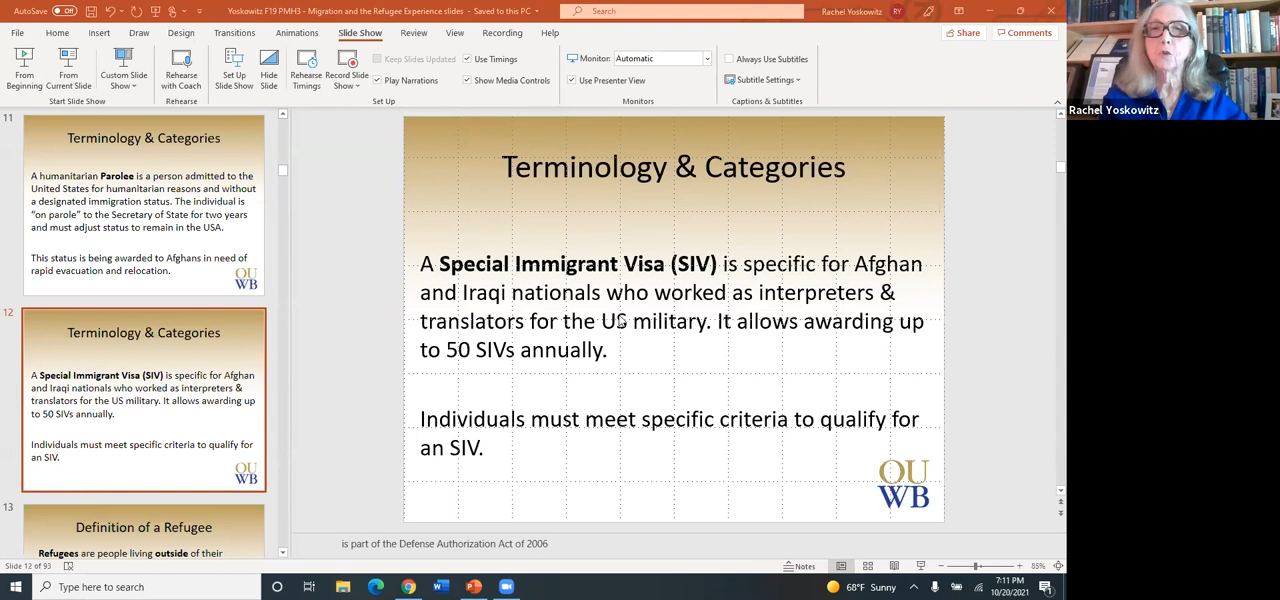 AutoSave Off Yoskowitz F19 PMH3 - Migration and the Refugee Experience slides - Saved to this PC Search Rachel Yoskowitz RY
File Home Insert Draw Design Transitions Animations Slide Show Review View Recording Help Share Comments
From Beginning
From Current Slide
Custom Slide Show
Start Slide Show
Rehearse with Coach
Rehearse
Set Up Slide Show
Hide Slide
Rehearse Timings
Record Slide Show
Keep Slides Updated
Play Narrations
Use Timings
Show Media Controls
Set Up
Monitor: Automatic
Use Presenter View
Monitors
Always Use Subtitles
Subtitle Settings
Captions & Subtitles
Rachel Yoskowitz
11
Terminology & Categories
A humanitarian Parolee is a person admitted to the
United States for humanitarian reasons and without
a designated immigration status. The individual is
"on parole" to the Secretary of State for two years
and must adjust status to remain in the USA.
This status is being awarded to Afghans in need of
rapid evacuation and relocation.
OU
WB
12
Terminology & Categories
A Special Immigrant Visa (SIV) is specific for Afghan
and Iraqi nationals who worked as interpreters &
translators for the US military. It allows awarding up
to 50 SIVs annually.
Individuals must meet specific criteria to qualify for
an SIV.
OU
WB
13
Definition of a Refugee
Refugees are people living outside of their
Terminology & Categories
A Special Immigrant Visa (SIV) is specific for Afghan
and Iraqi nationals who worked as interpreters &
translators for the US military. It allows awarding up
to 50 SIVs annually.
Individuals must meet specific criteria to qualify for
an SIV.
OU
WB
is part of the Defense Authorization Act of 2006
Slide 12 of 93 Notes 85%
Type here to search 68°F Sunny 7:11 PM
10/20/2021